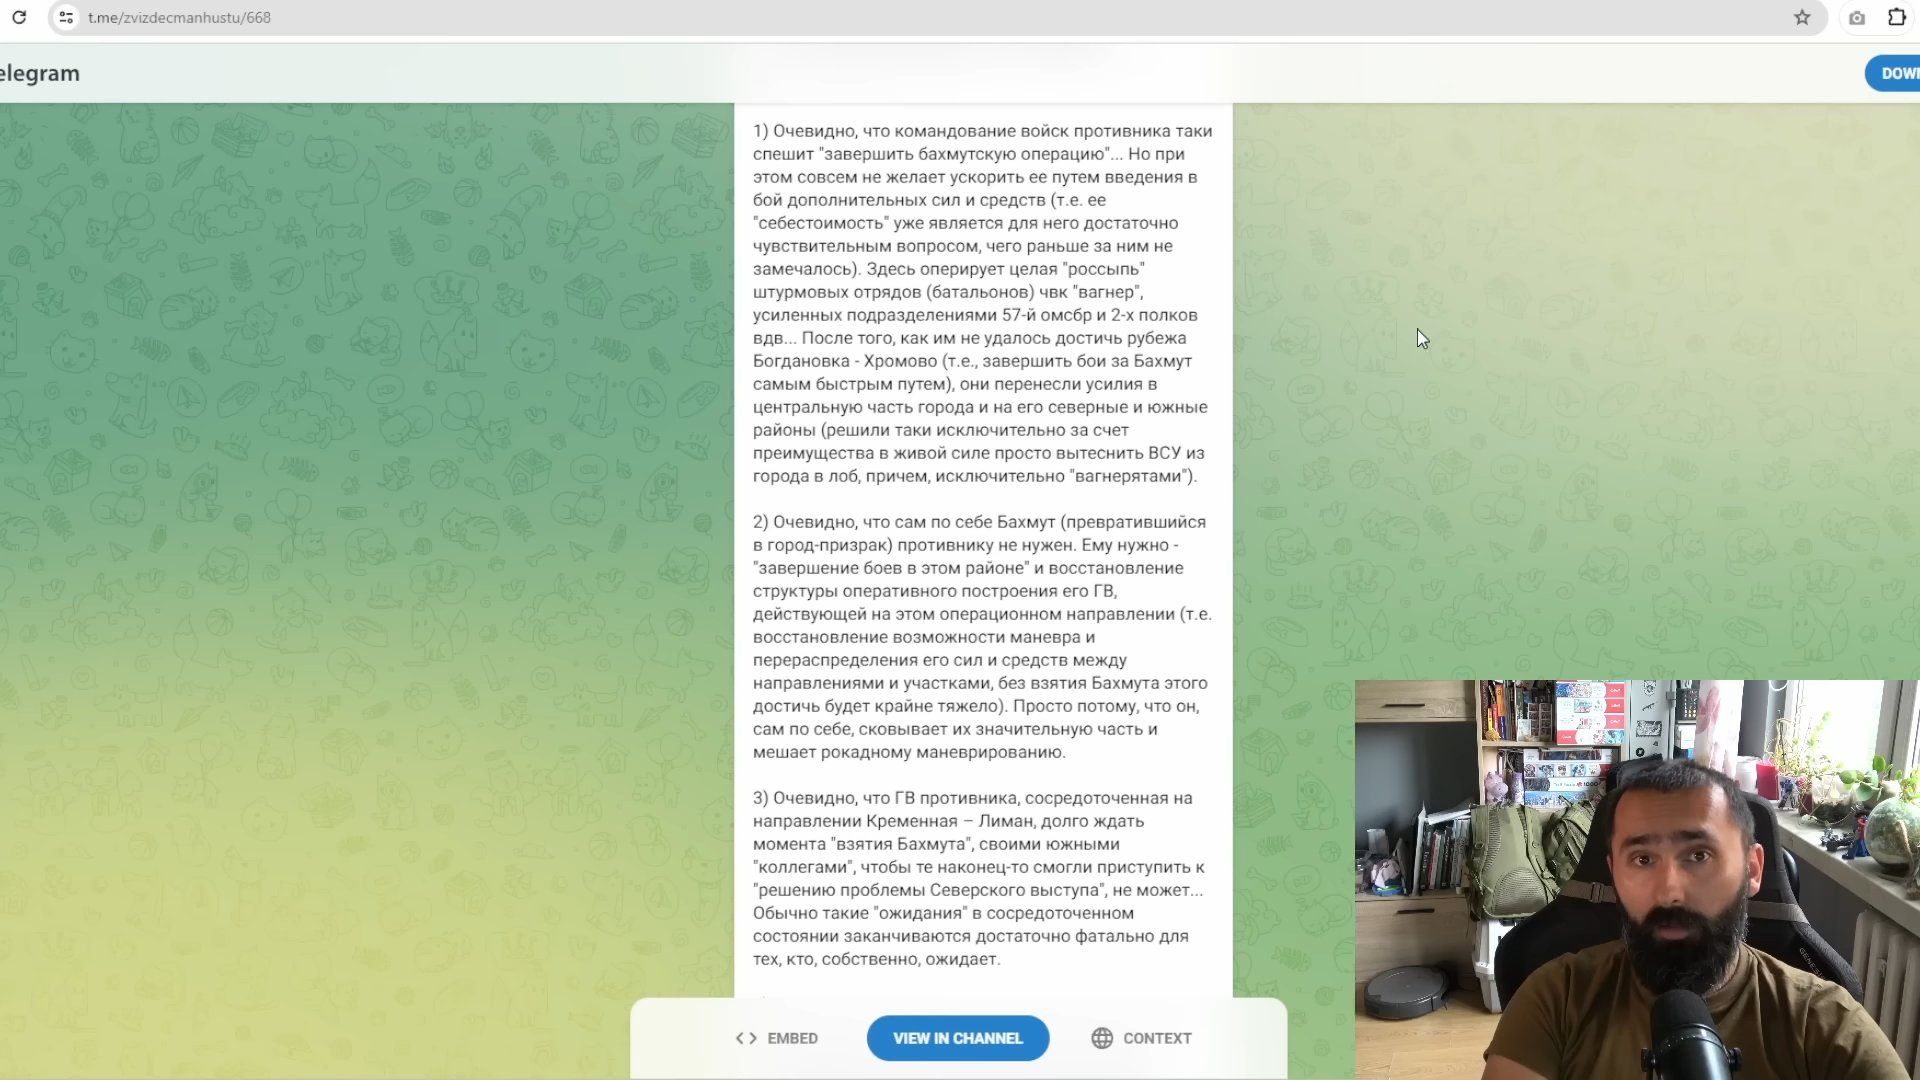 t.me/zvizdecmanhustu/668
elegram
DOWN
1) Очевидно, что командование войск противника таки
спешит "завершить бахмутскую операцию"... Но при
этом совсем не желает ускорить ее путем введения в
бой дополнительных сил и средств (т.е. ее
"себестоимость" уже является для него достаточно
чувствительным вопросом, чего раньше за ним не
замечалось). Здесь оперирует целая "россыпь"
штурмовых отрядов (батальонов) чвк "вагнер",
усиленных подразделениями 57-й омсбр и 2-х полков
вдв... После того, как им не удалось достичь рубежа
Богдановка - Хромово (т.е., завершить бои за Бахмут
самым быстрым путем), они перенесли усилия в
центральную часть города и на его северные и южные
районы (решили таки исключительно за счет
преимущества в живой силе просто вытеснить ВСУ из
города в лоб, причем, исключительно "вагнерятами").
2) Очевидно, что сам по себе Бахмут (превратившийся
в город-призрак) противнику не нужен. Ему нужно -
"завершение боев в этом районе" и восстановление
структуры оперативного построения его ГВ,
действующей на этом операционном направлении (т.е.
восстановление возможности маневра и
перераспределения его сил и средств между
направлениями и участками, без взятия Бахмута этого
достичь будет крайне тяжело). Просто потому, что он,
сам по себе, сковывает их значительную часть и
мешает рокадному маневрированию.
3) Очевидно, что ГВ противника, сосредоточенная на
направлении Кременная – Лиман, долго ждать
момента "взятия Бахмута", своими южными
"коллегами", чтобы те наконец-то смогли приступить к
"решению проблемы Северского выступа", не может...
Обычно такие "ожидания" в сосредоточенном
состоянии заканчиваются достаточно фатально для
тех, кто, собственно, ожидает.
EMBED
VIEW IN CHANNEL
CONTEXT